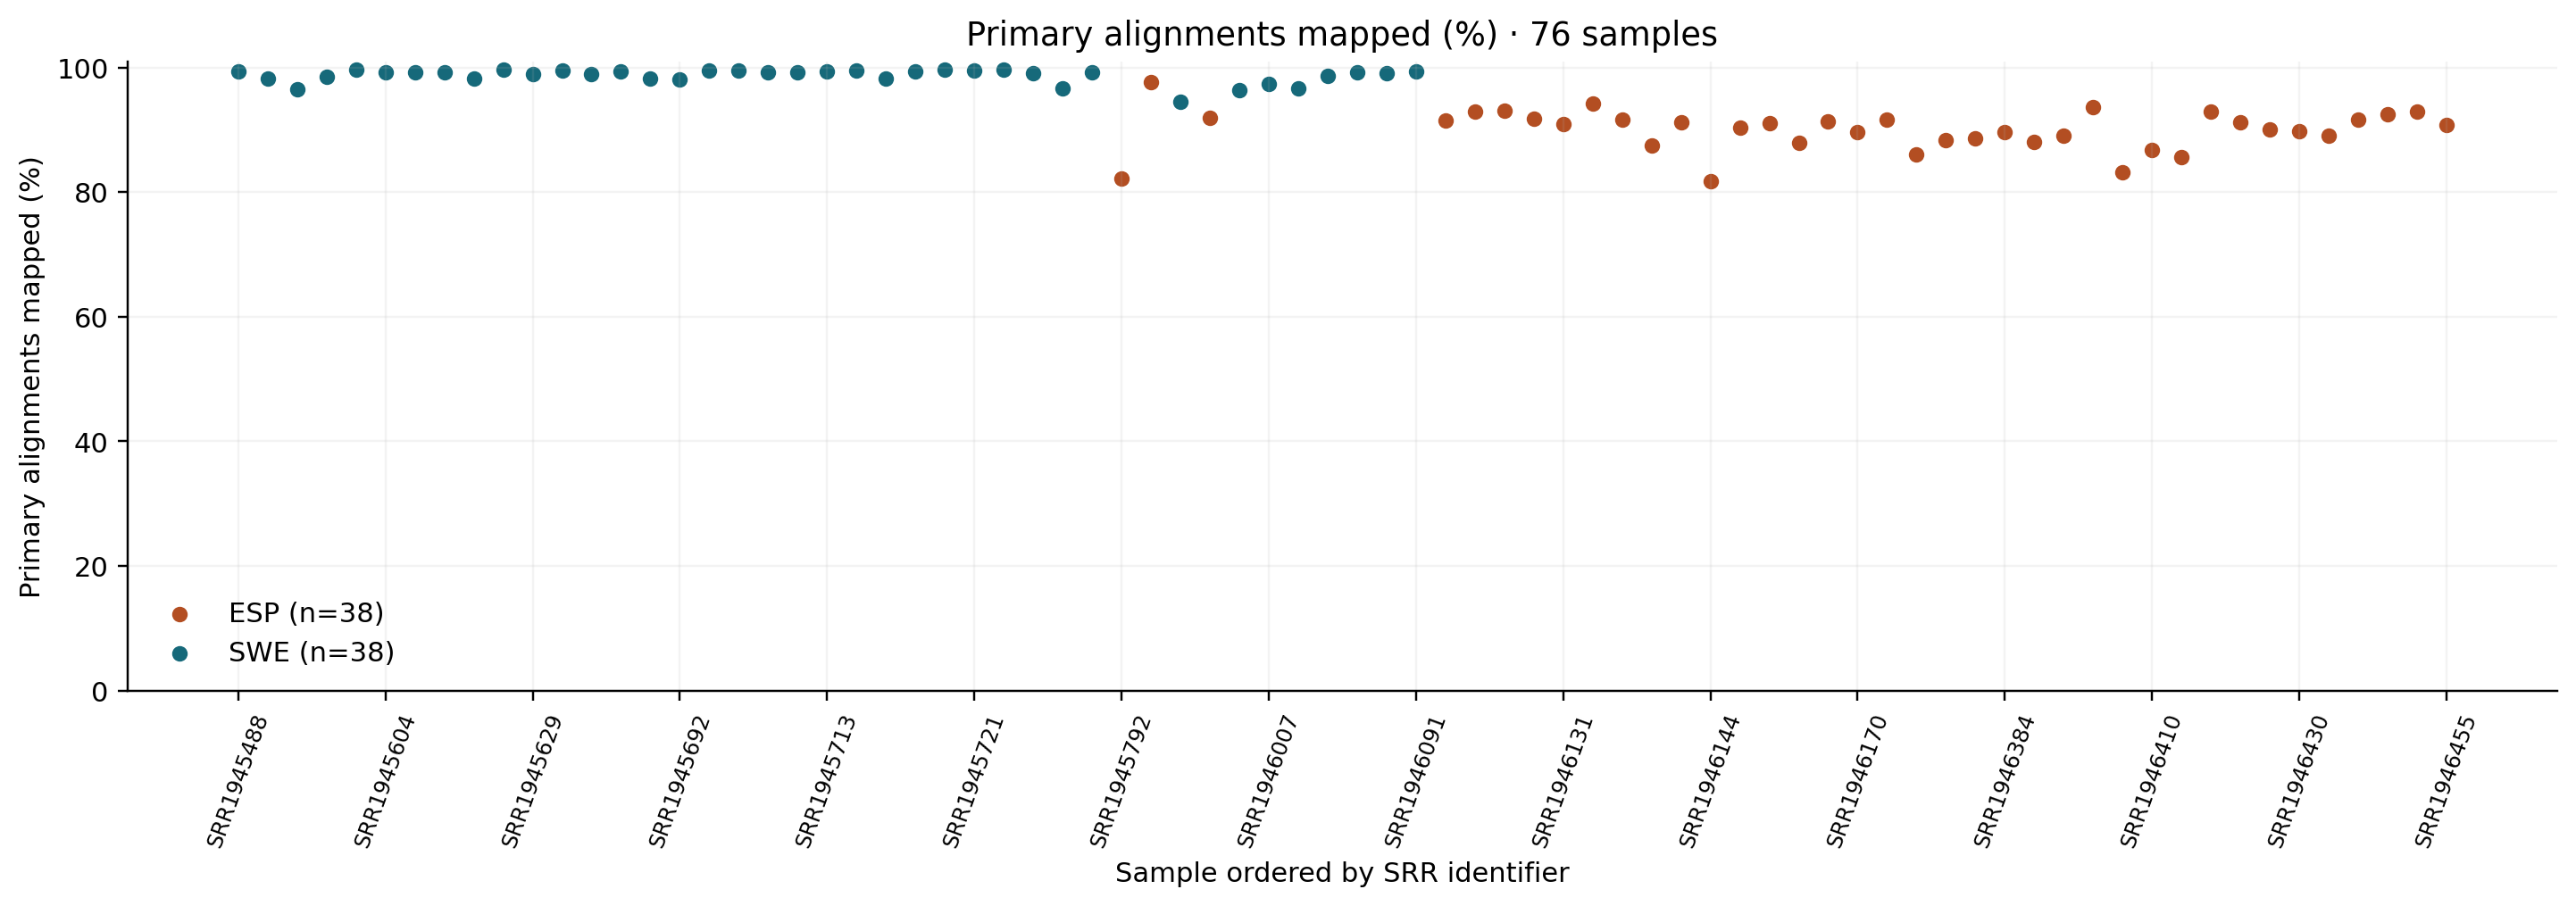 Primary alignments mapped (%) · 76 samples
Primary alignments mapped (%)
100
80
60
40
20
0
ESP (n=38)
SWE (n=38)
SRR1945488
SRR1945604
SRR1945629
SRR1945692
SRR1945713
SRR1945721
SRR1945792
SRR1946007
SRR1946091
SRR1946131
SRR1946144
SRR1946170
SRR1946384
SRR1946410
SRR1946430
SRR1946455
Sample ordered by SRR identifier